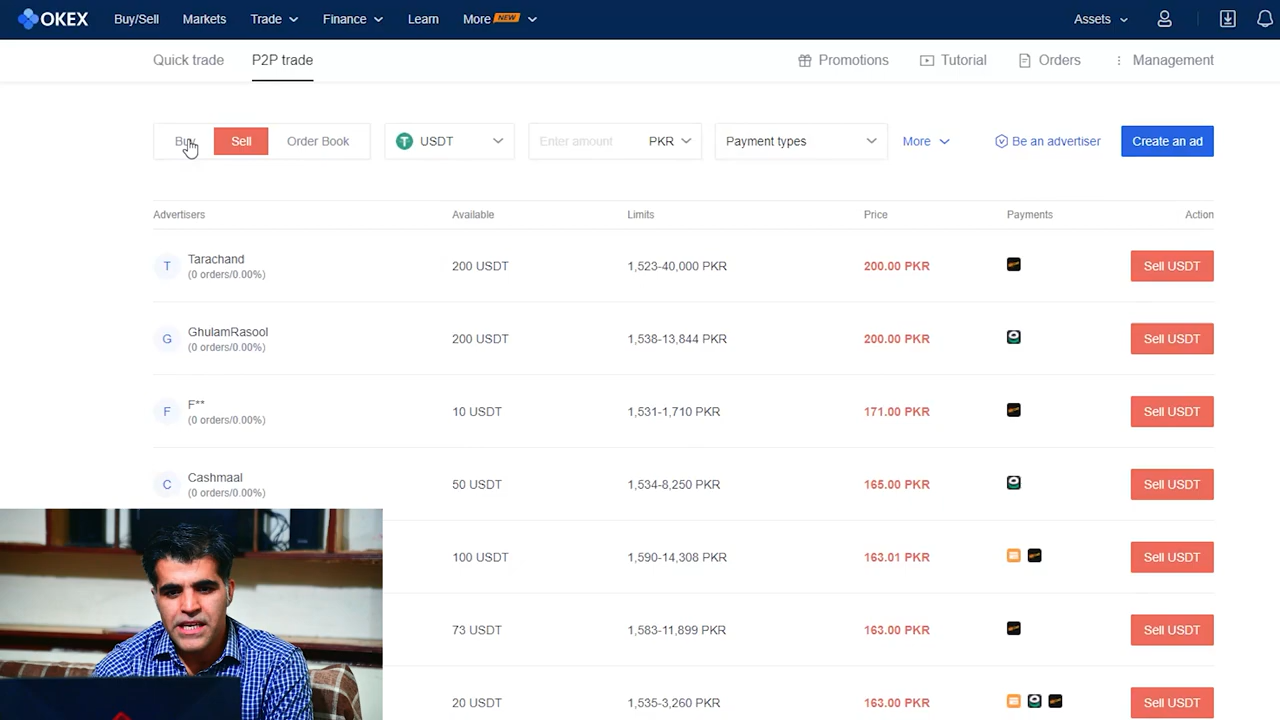 OKEX Buy/Sell Markets Trade Finance Learn More NEW Assets
Quick trade P2P trade Promotions Tutorial Orders Management
Buy Sell Order Book USDT Enter amount PKR Payment types More Be an advertiser Create an ad
Advertisers Available Limits Price Payments Action
T Tarachand 200 USDT 1,523-40,000 PKR 200.00 PKR Sell USDT
(0 orders/0.00%)
G GhulamRasool 200 USDT 1,538-13,844 PKR 200.00 PKR Sell USDT
(0 orders/0.00%)
F F** 10 USDT 1,531-1,710 PKR 171.00 PKR Sell USDT
(0 orders/0.00%)
C Cashmaal 50 USDT 1,534-8,250 PKR 165.00 PKR Sell USDT
(0 orders/0.00%)
100 USDT 1,590-14,308 PKR 163.01 PKR Sell USDT
73 USDT 1,583-11,899 PKR 163.00 PKR Sell USDT
20 USDT 1,535-3,260 PKR 163.00 PKR Sell USDT